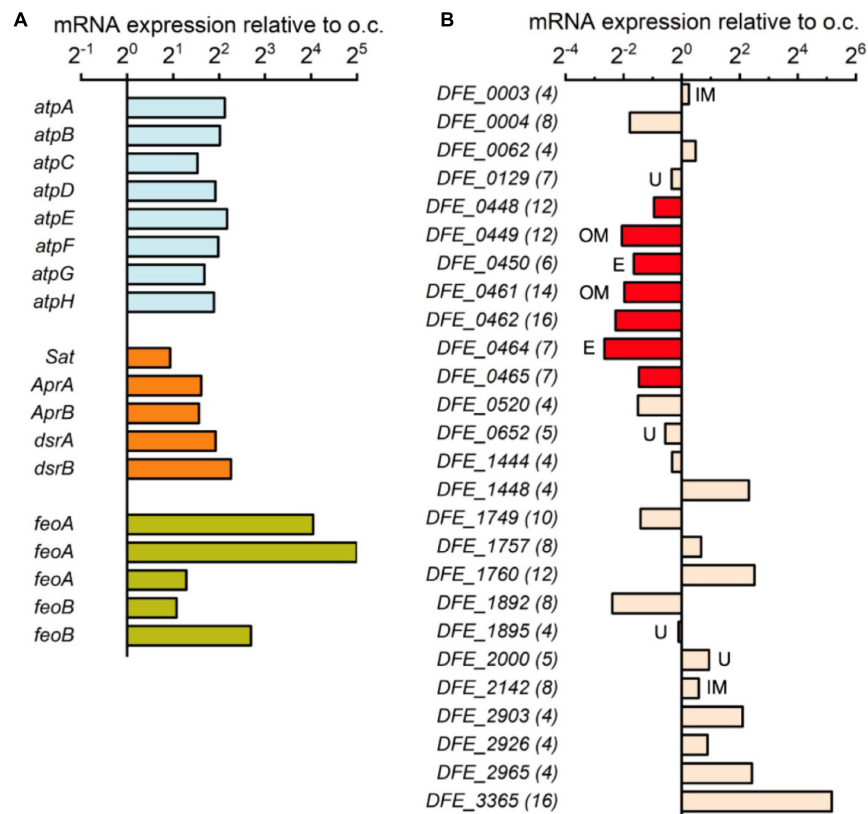 A
mRNA expression relative to o.c.
2-1 20 21 22 23 24 25
atpA
atpB
atpC
atpD
atpE
atpF
atpG
atpH
Sat
AprA
AprB
dsrA
dsrB
feoA
feoA
feoA
feoB
feoB
B
mRNA expression relative to o.c.
2-4 2-2 20 22 24 26
DFE_0003 (4) IM
DFE_0004 (8)
DFE_0062 (4)
DFE_0129 (7) U
DFE_0448 (12)
DFE_0449 (12) OM
DFE_0450 (6) E
DFE_0461 (14) OM
DFE_0462 (16)
DFE_0464 (7) E
DFE_0465 (7)
DFE_0520 (4)
DFE_0652 (5) U
DFE_1444 (4)
DFE_1448 (4)
DFE_1749 (10)
DFE_1757 (8)
DFE_1760 (12)
DFE_1892 (8)
DFE_1895 (4) U
DFE_2000 (5) U
DFE_2142 (8) IM
DFE_2903 (4)
DFE_2926 (4)
DFE_2965 (4)
DFE_3365 (16)